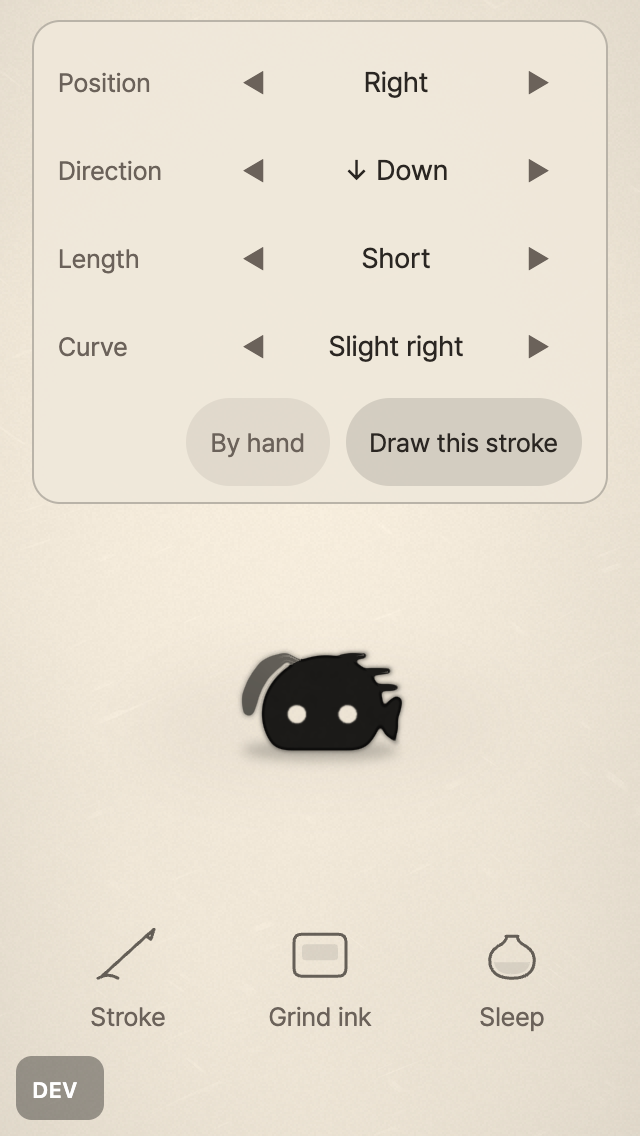 Position Right
Direction ↓ Down
Length Short
Curve Slight right
By hand Draw this stroke
Stroke Grind ink Sleep
DEV